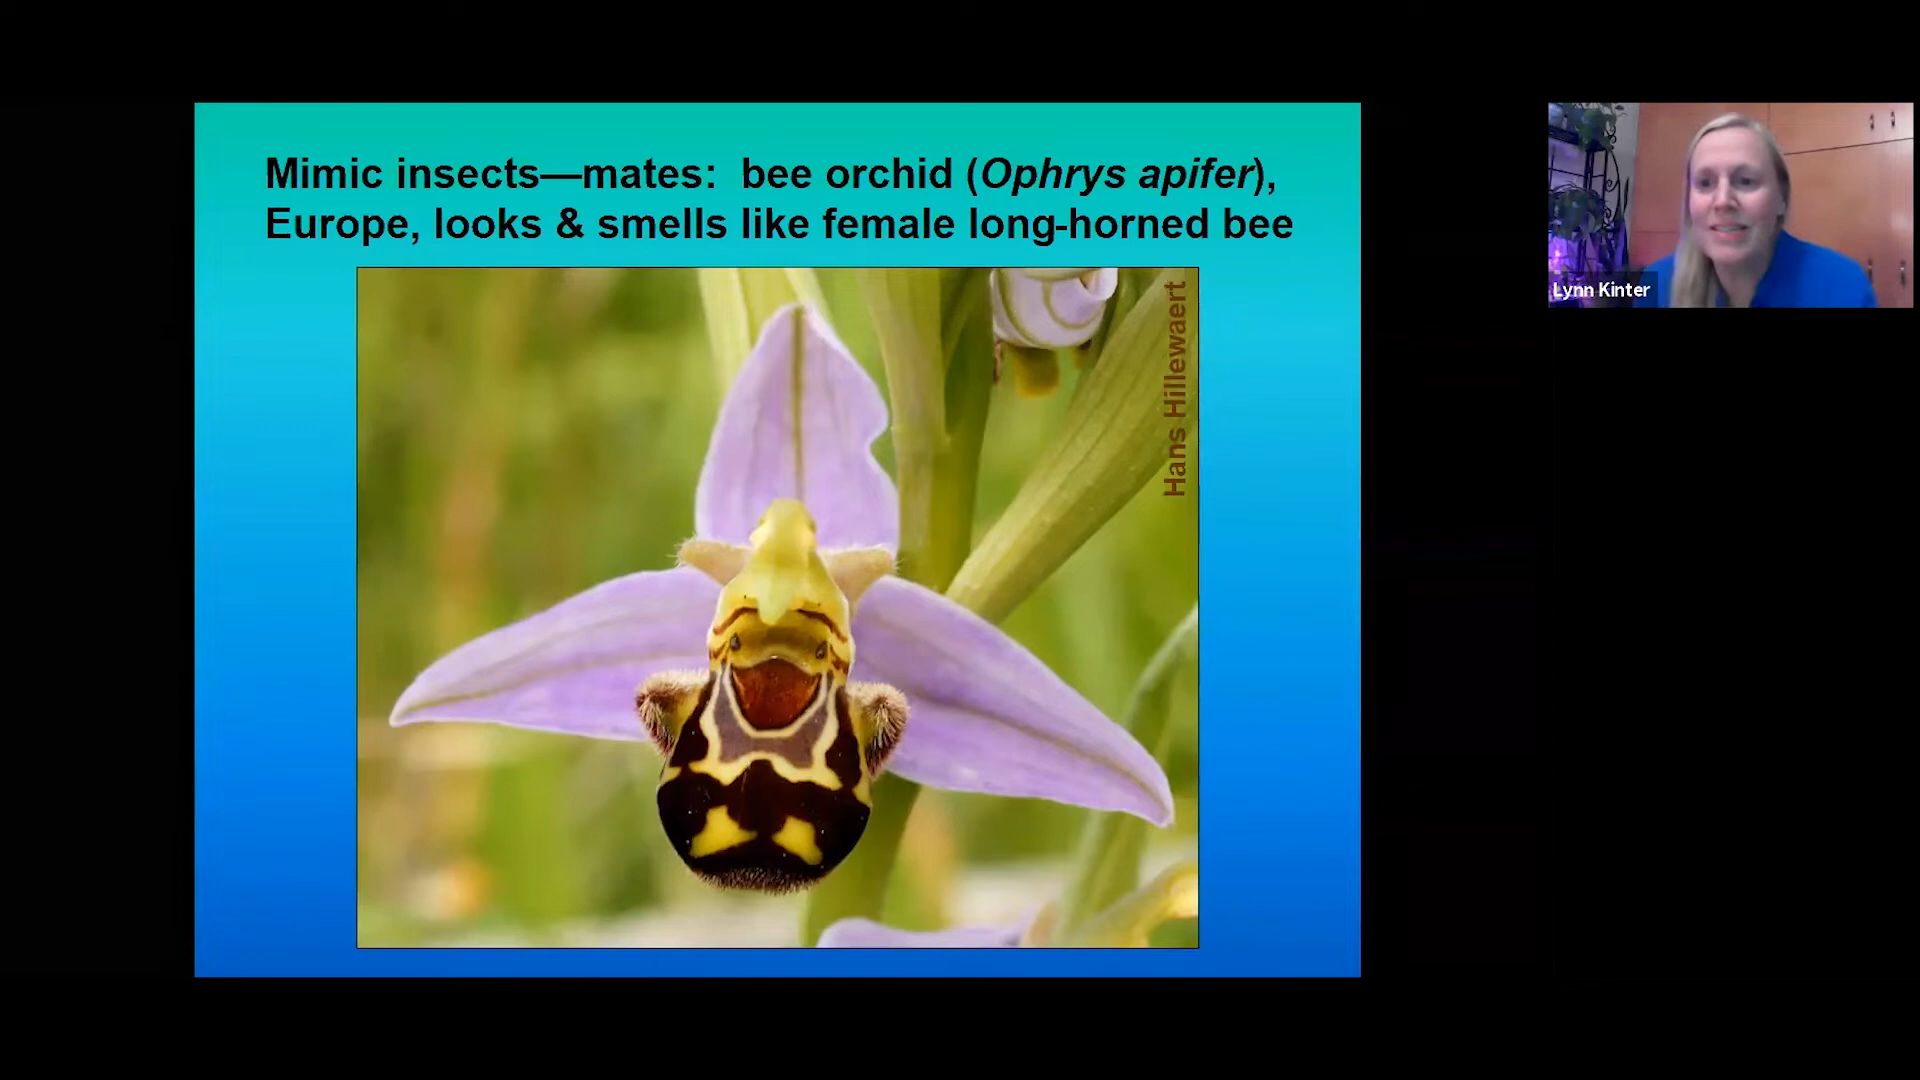 Mimic insects—mates:  bee orchid (Ophrys apifer),
Europe, looks & smells like female long-horned bee
Hans Hillewaert
Lynn Kinter